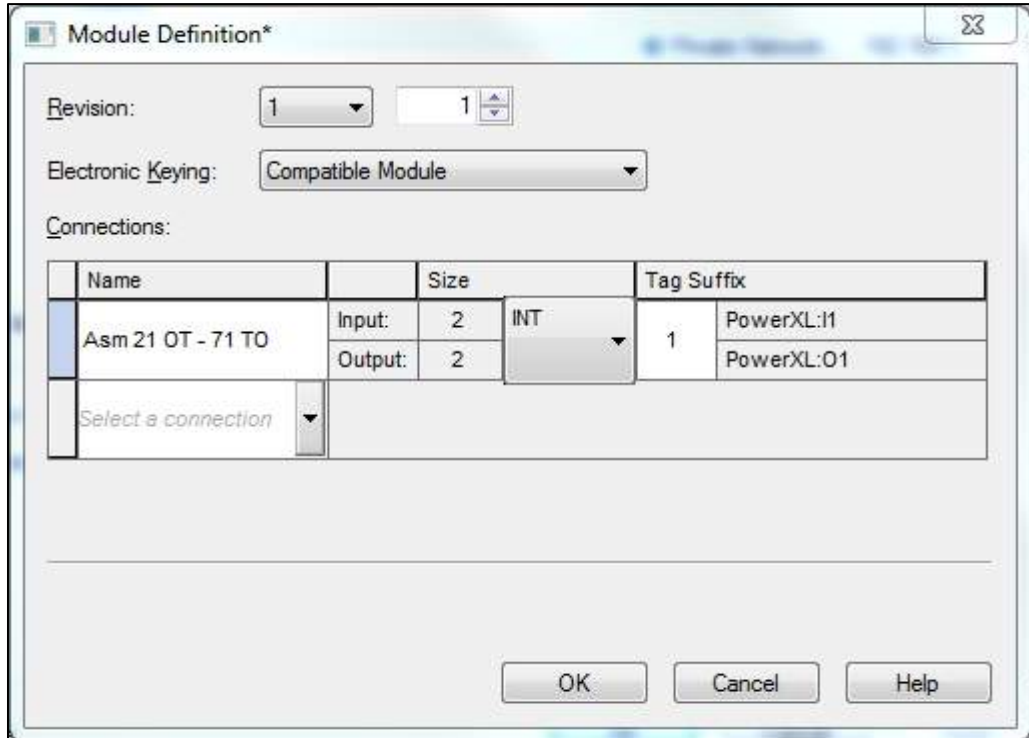 Module Definition*
Revision: 1 1
Electronic Keying: Compatible Module
Connections:
Name Size Tag Suffix
Asm 21 OT - 71 TO Input: 2 INT 1 PowerXL:I1
Output: 2 PowerXL:O1
Select a connection
OK Cancel Help